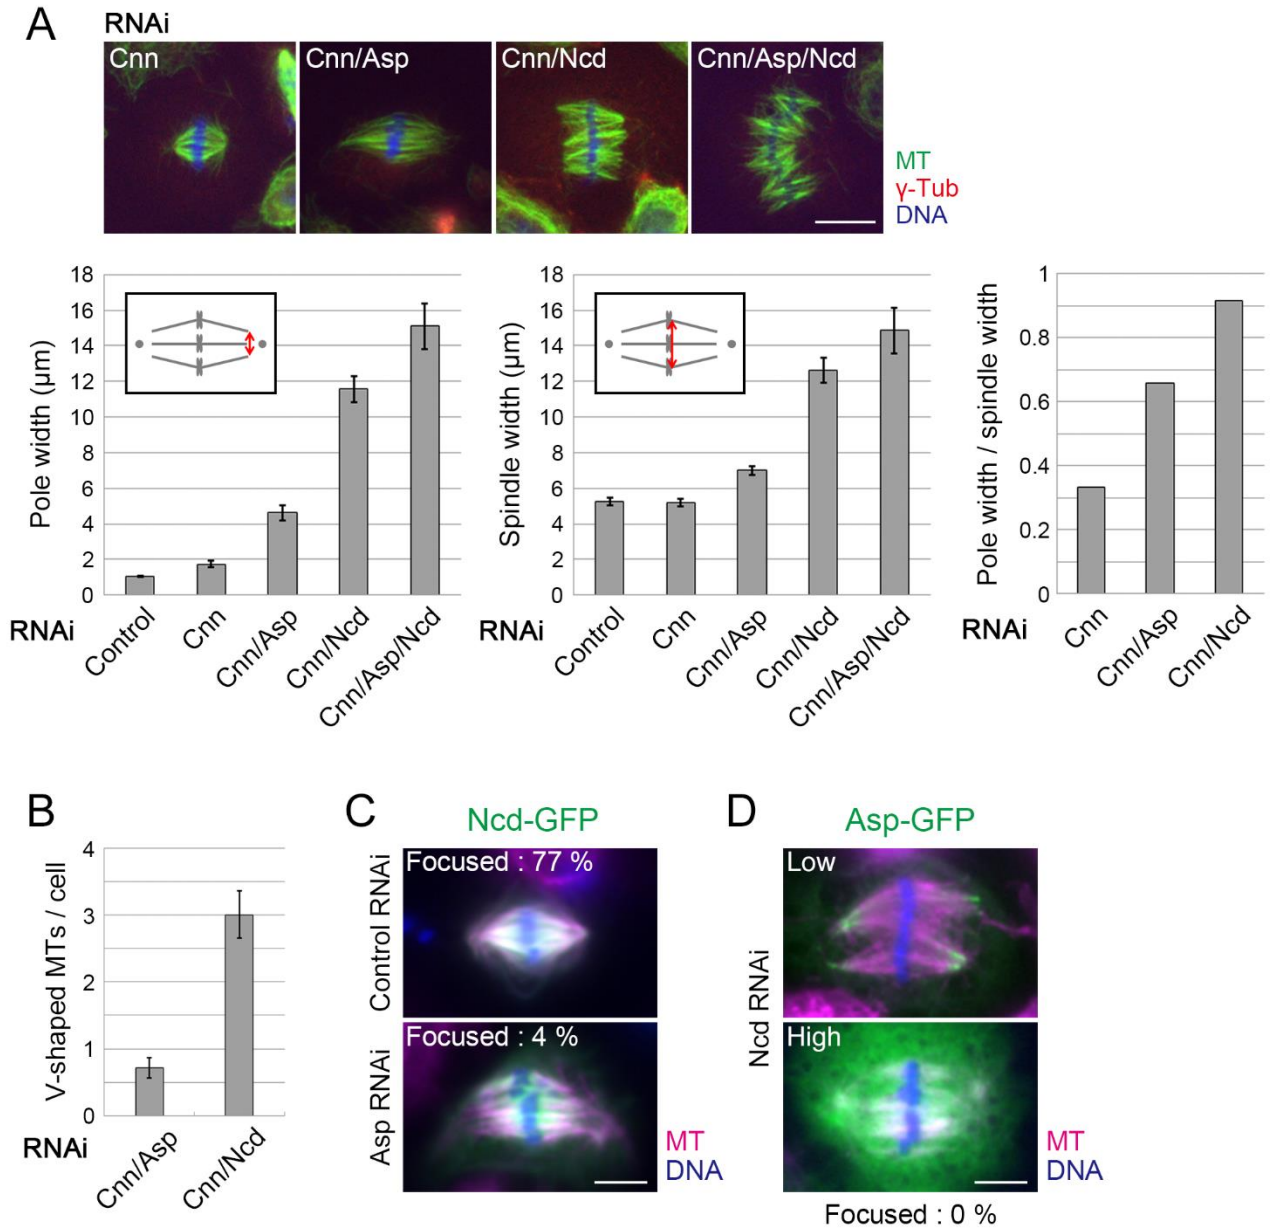 A
RNAi
Cnn
Cnn/Asp
Cnn/Ncd
Cnn/Asp/Ncd
MT
γ-Tub
DNA
Pole width (μm)
18
16
14
12
10
8
6
4
2
0
RNAi
Control
Cnn
Cnn/Asp
Cnn/Ncd
Cnn/Asp/Ncd
Spindle width (μm)
18
16
14
12
10
8
6
4
2
0
RNAi
Control
Cnn
Cnn/Asp
Cnn/Ncd
Cnn/Asp/Ncd
Pole width / spindle width
1
0.8
0.6
0.4
0.2
0
RNAi
Cnn
Cnn/Asp
Cnn/Ncd
B
V-shaped MTs / cell
4
3
2
1
0
RNAi
Cnn/Asp
Cnn/Ncd
C
Ncd-GFP
Control RNAi
Focused : 77 %
Asp RNAi
Focused : 4 %
MT
DNA
D
Asp-GFP
Ncd RNAi
Low
High
MT
DNA
Focused : 0 %